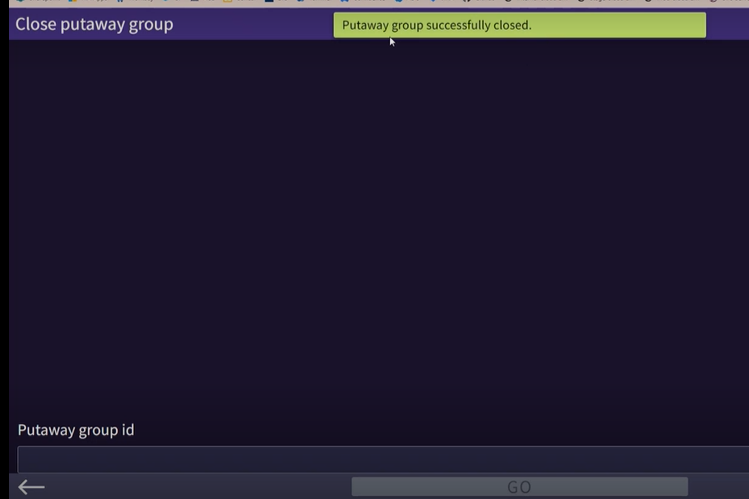 Close putaway group
Putaway group successfully closed.
Putaway group id
GO